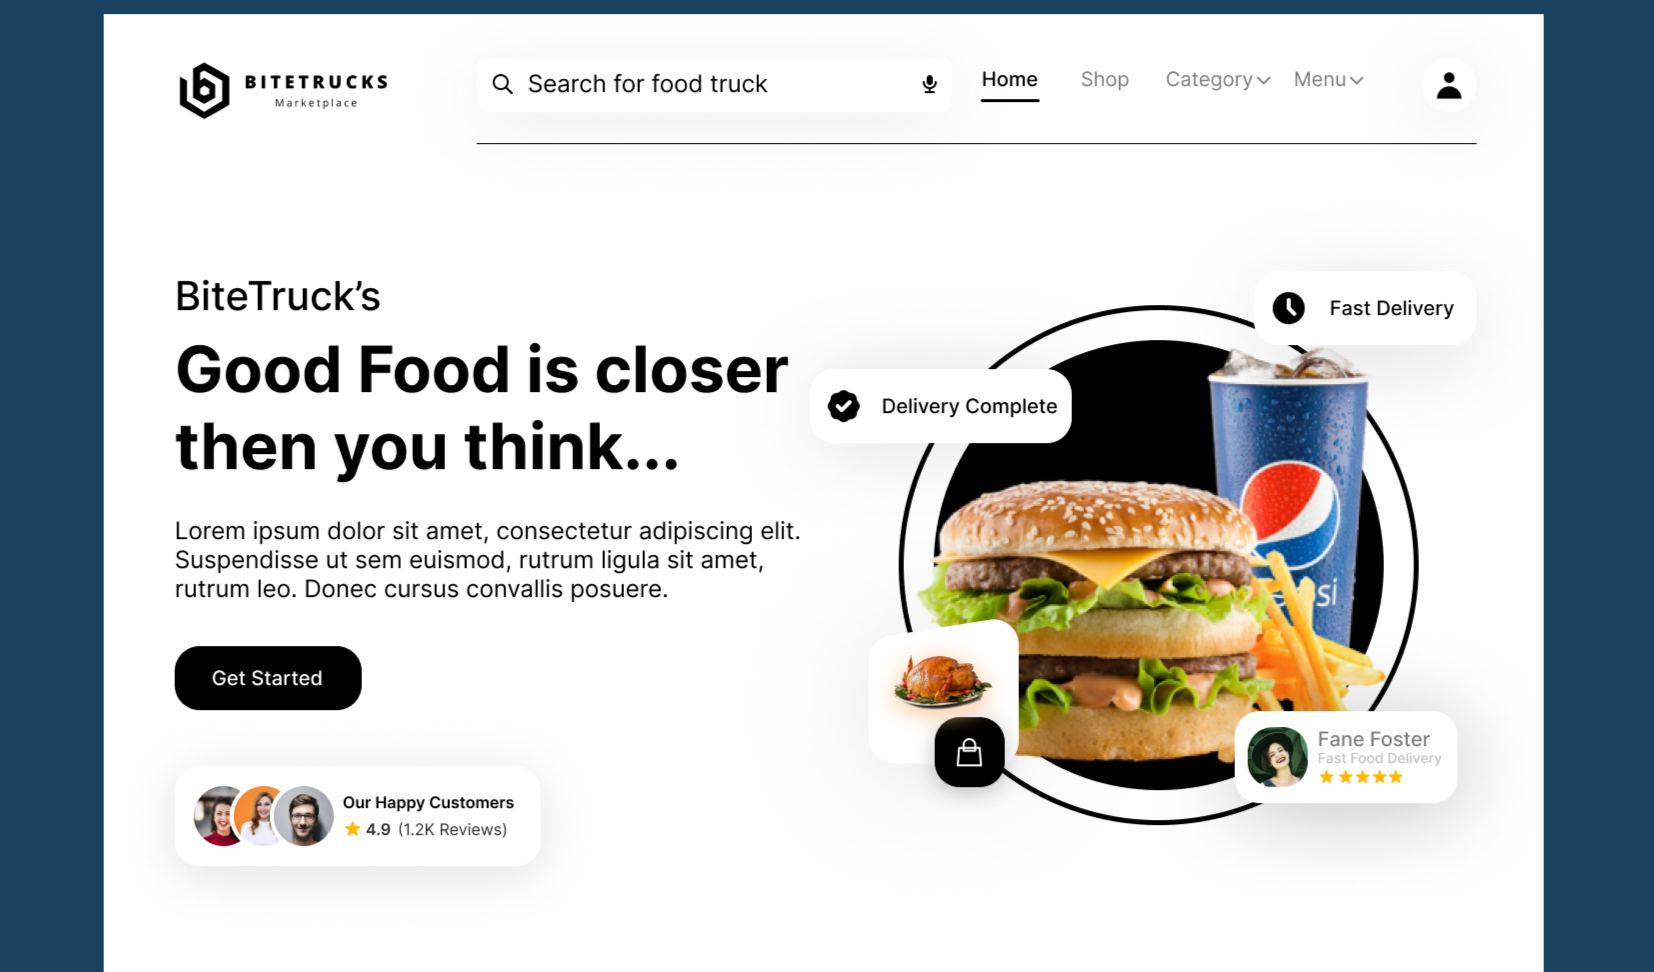 BITETRUCKS
Marketplace
Search for food truck
Home
Shop
Category
Menu
BiteTruck’s
Good Food is closer
then you think...
Lorem ipsum dolor sit amet, consectetur adipiscing elit.
Suspendisse ut sem euismod, rutrum ligula sit amet,
rutrum leo. Donec cursus convallis posuere.
Get Started
Our Happy Customers
4.9 (1.2K Reviews)
Fast Delivery
Delivery Complete
Fane Foster
Fast Food Delivery